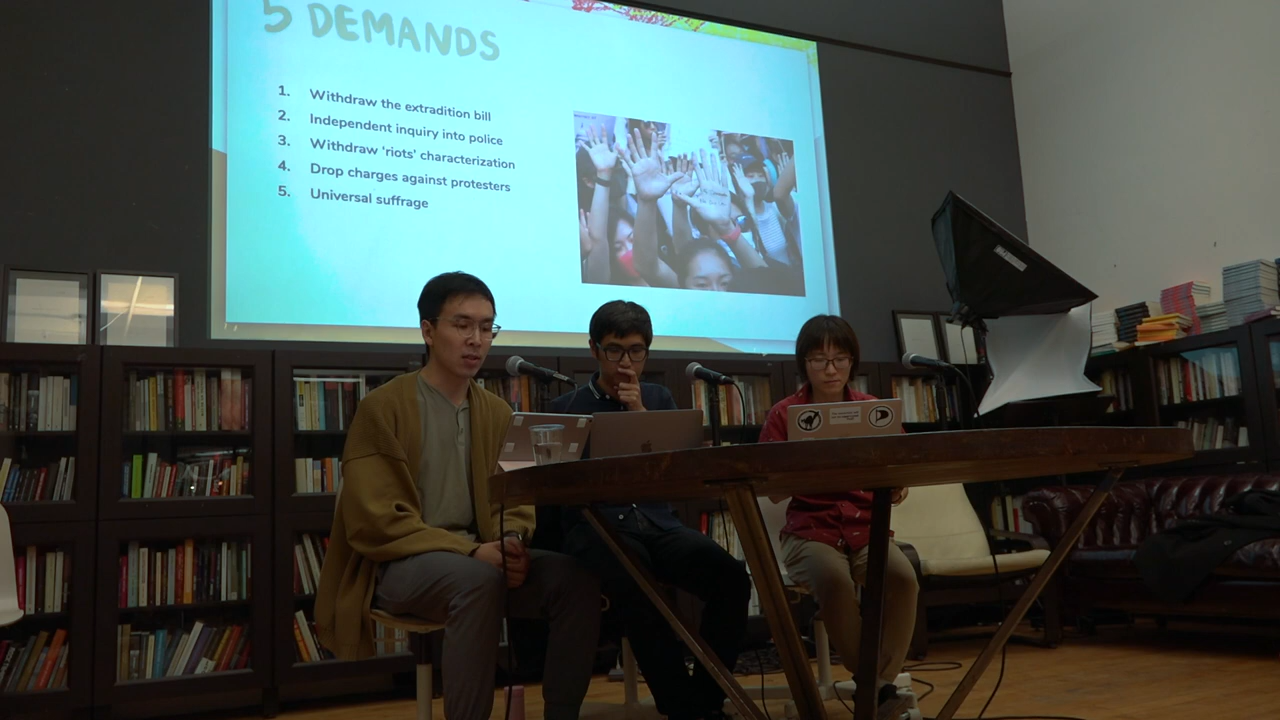 5 DEMANDS
1. Withdraw the extradition bill
2. Independent inquiry into police
3. Withdraw 'riots' characterization
4. Drop charges against protesters
5. Universal suffrage